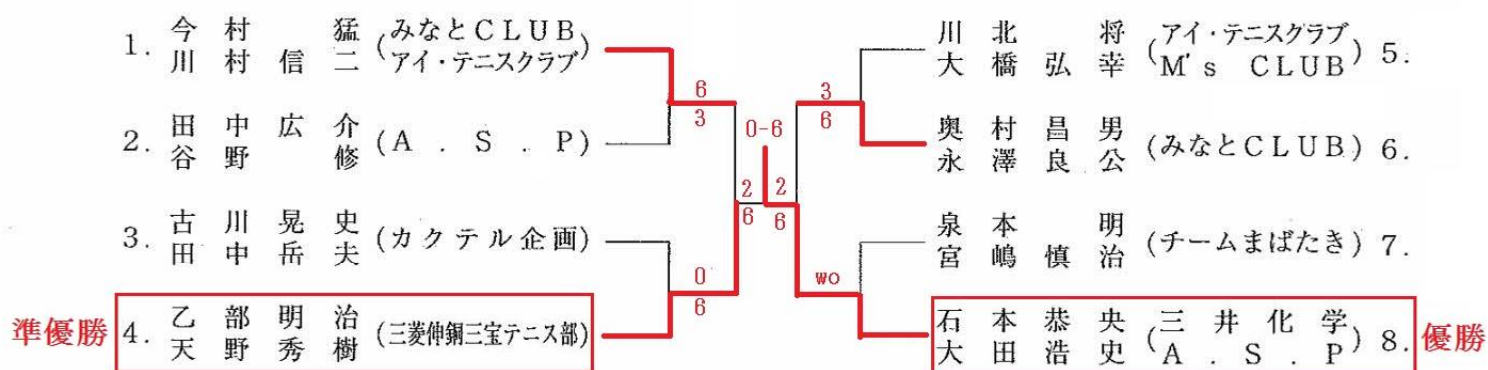 1. 今村 猛 (みなとCLUB
川村信二 アイ・テニスクラブ)
2. 田中広介
谷野 修 (A.S.P)
3. 古川晃史
田中岳夫 (カクテル企画)
準優勝 4. 乙部明治
天野秀樹 (三菱伸銅三宝テニス部)
6
3
0
6
2
6
0-6
2
6
3
6
wo
川北 将 (アイ・テニスクラブ
大橋弘幸 M's CLUB) 5.
奥村昌男
永澤良公 (みなとCLUB) 6.
泉本 明
宮嶋慎治 (チームまばたき) 7.
石本恭央 (三井化学
大田浩史 A.S.P) 8. 優勝